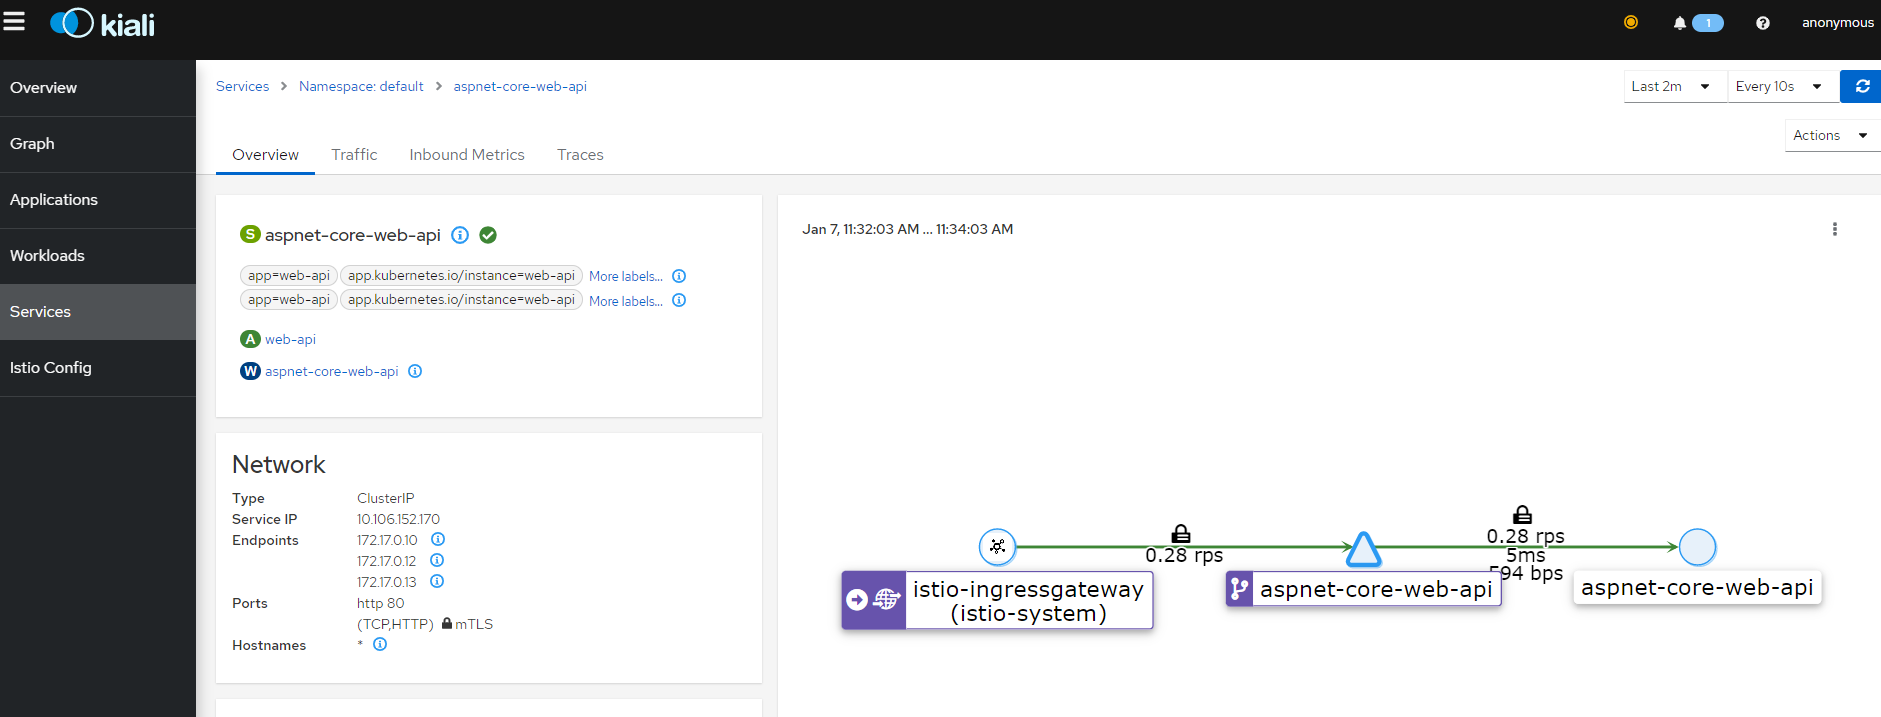 kiali
1
anonymous
Overview
Graph
Applications
Workloads
Services
Istio Config
Services > Namespace: default > aspnet-core-web-api
Last 2m
Every 10s
Actions
Overview Traffic Inbound Metrics Traces
S aspnet-core-web-api
app=web-api app.kubernetes.io/instance=web-api More labels...
app=web-api app.kubernetes.io/instance=web-api More labels...
A web-api
W aspnet-core-web-api
Network
Type ClusterIP
Service IP 10.106.152.170
Endpoints 172.17.0.10
172.17.0.12
172.17.0.13
Ports http 80
(TCP,HTTP) mTLS
Hostnames *
Jan 7, 11:32:03 AM ... 11:34:03 AM
0.28 rps
0.28 rps
5ms
594 bps
istio-ingressgateway
(istio-system)
aspnet-core-web-api
aspnet-core-web-api